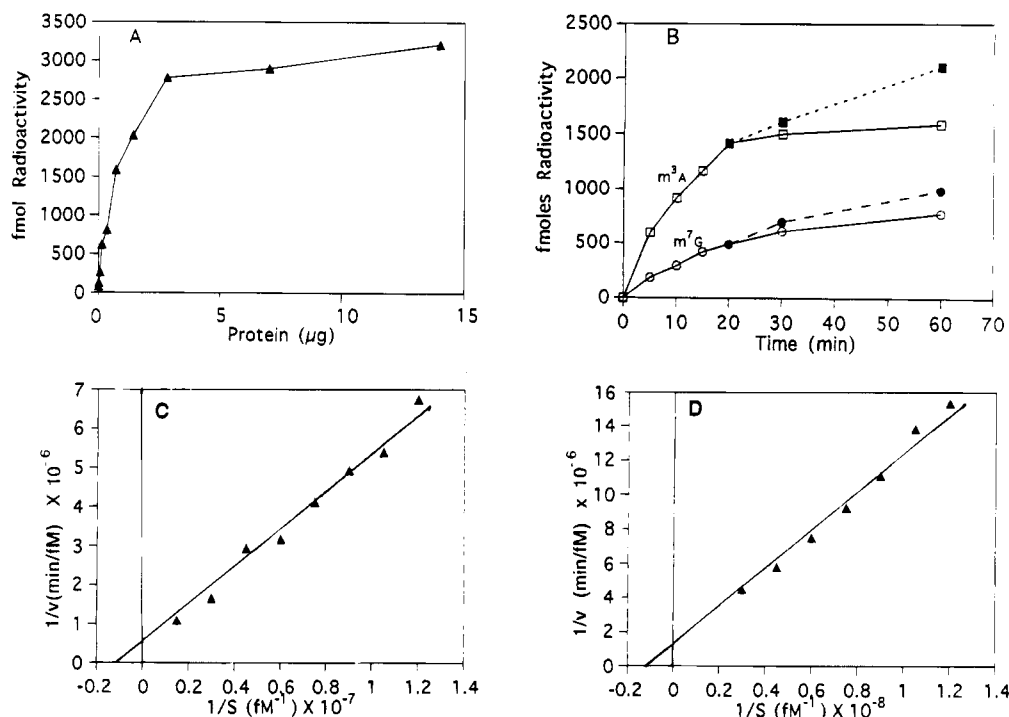 A
fmol Radioactivity
3500
3000
2500
2000
1500
1000
500
0
0
5
10
15
Protein (µg)
B
fmoles Radioactivity
2500
2000
1500
1000
500
0
m³A
m⁷G
0 10 20 30 40 50 60 70
Time (min)
C
1/v(min/fM) X 10⁻⁶
7
6
5
4
3
2
1
0
-0.2 0 0.2 0.4 0.6 0.8 1 1.2 1.4
1/S (fM⁻¹) X 10⁻⁷
D
1/v (min/fM) x 10⁻⁶
16
14
12
10
8
6
4
2
0
-0.2 0 0.2 0.4 0.6 0.8 1 1.2 1.4
1/S (fM⁻¹) X 10⁻⁸